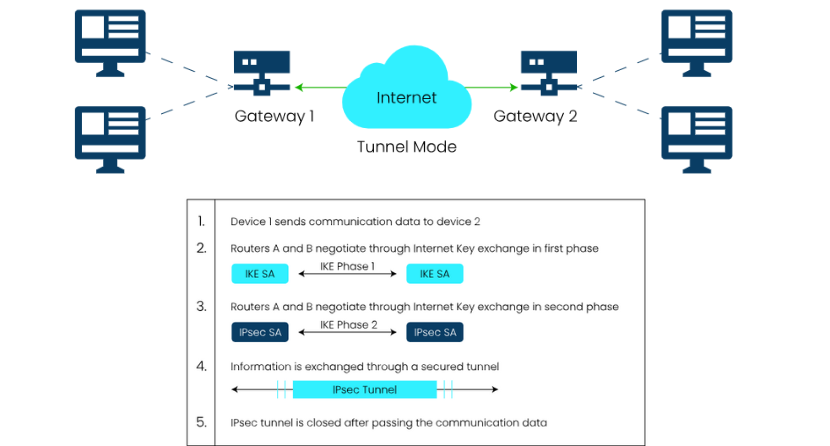 Internet
Gateway 1
Gateway 2
Tunnel Mode
1. Device 1 sends communication data to device 2
2. Routers A and B negotiate through Internet Key exchange in first phase
IKE SA IKE Phase 1 IKE SA
3. Routers A and B negotiate through Internet Key exchange in second phase
IPsec SA IKE Phase 2 IPsec SA
4. Information is exchanged through a secured tunnel
IPsec Tunnel
5. IPsec tunnel is closed after passing the communication data